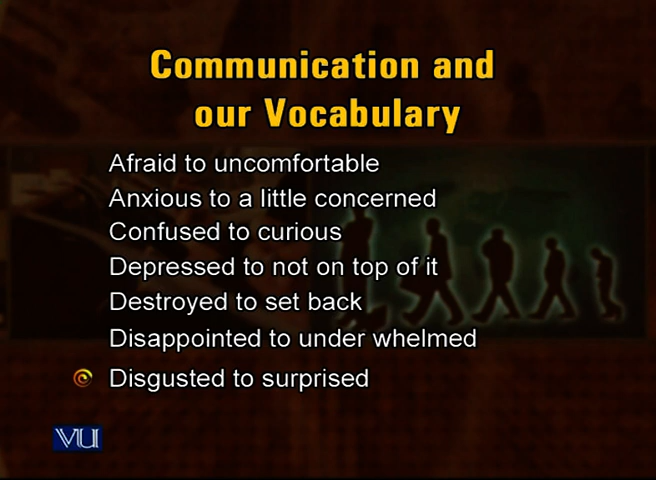 Communication and
our Vocabulary
Afraid to uncomfortable
Anxious to a little concerned
Confused to curious
Depressed to not on top of it
Destroyed to set back
Disappointed to under whelmed
Disgusted to surprised
VU